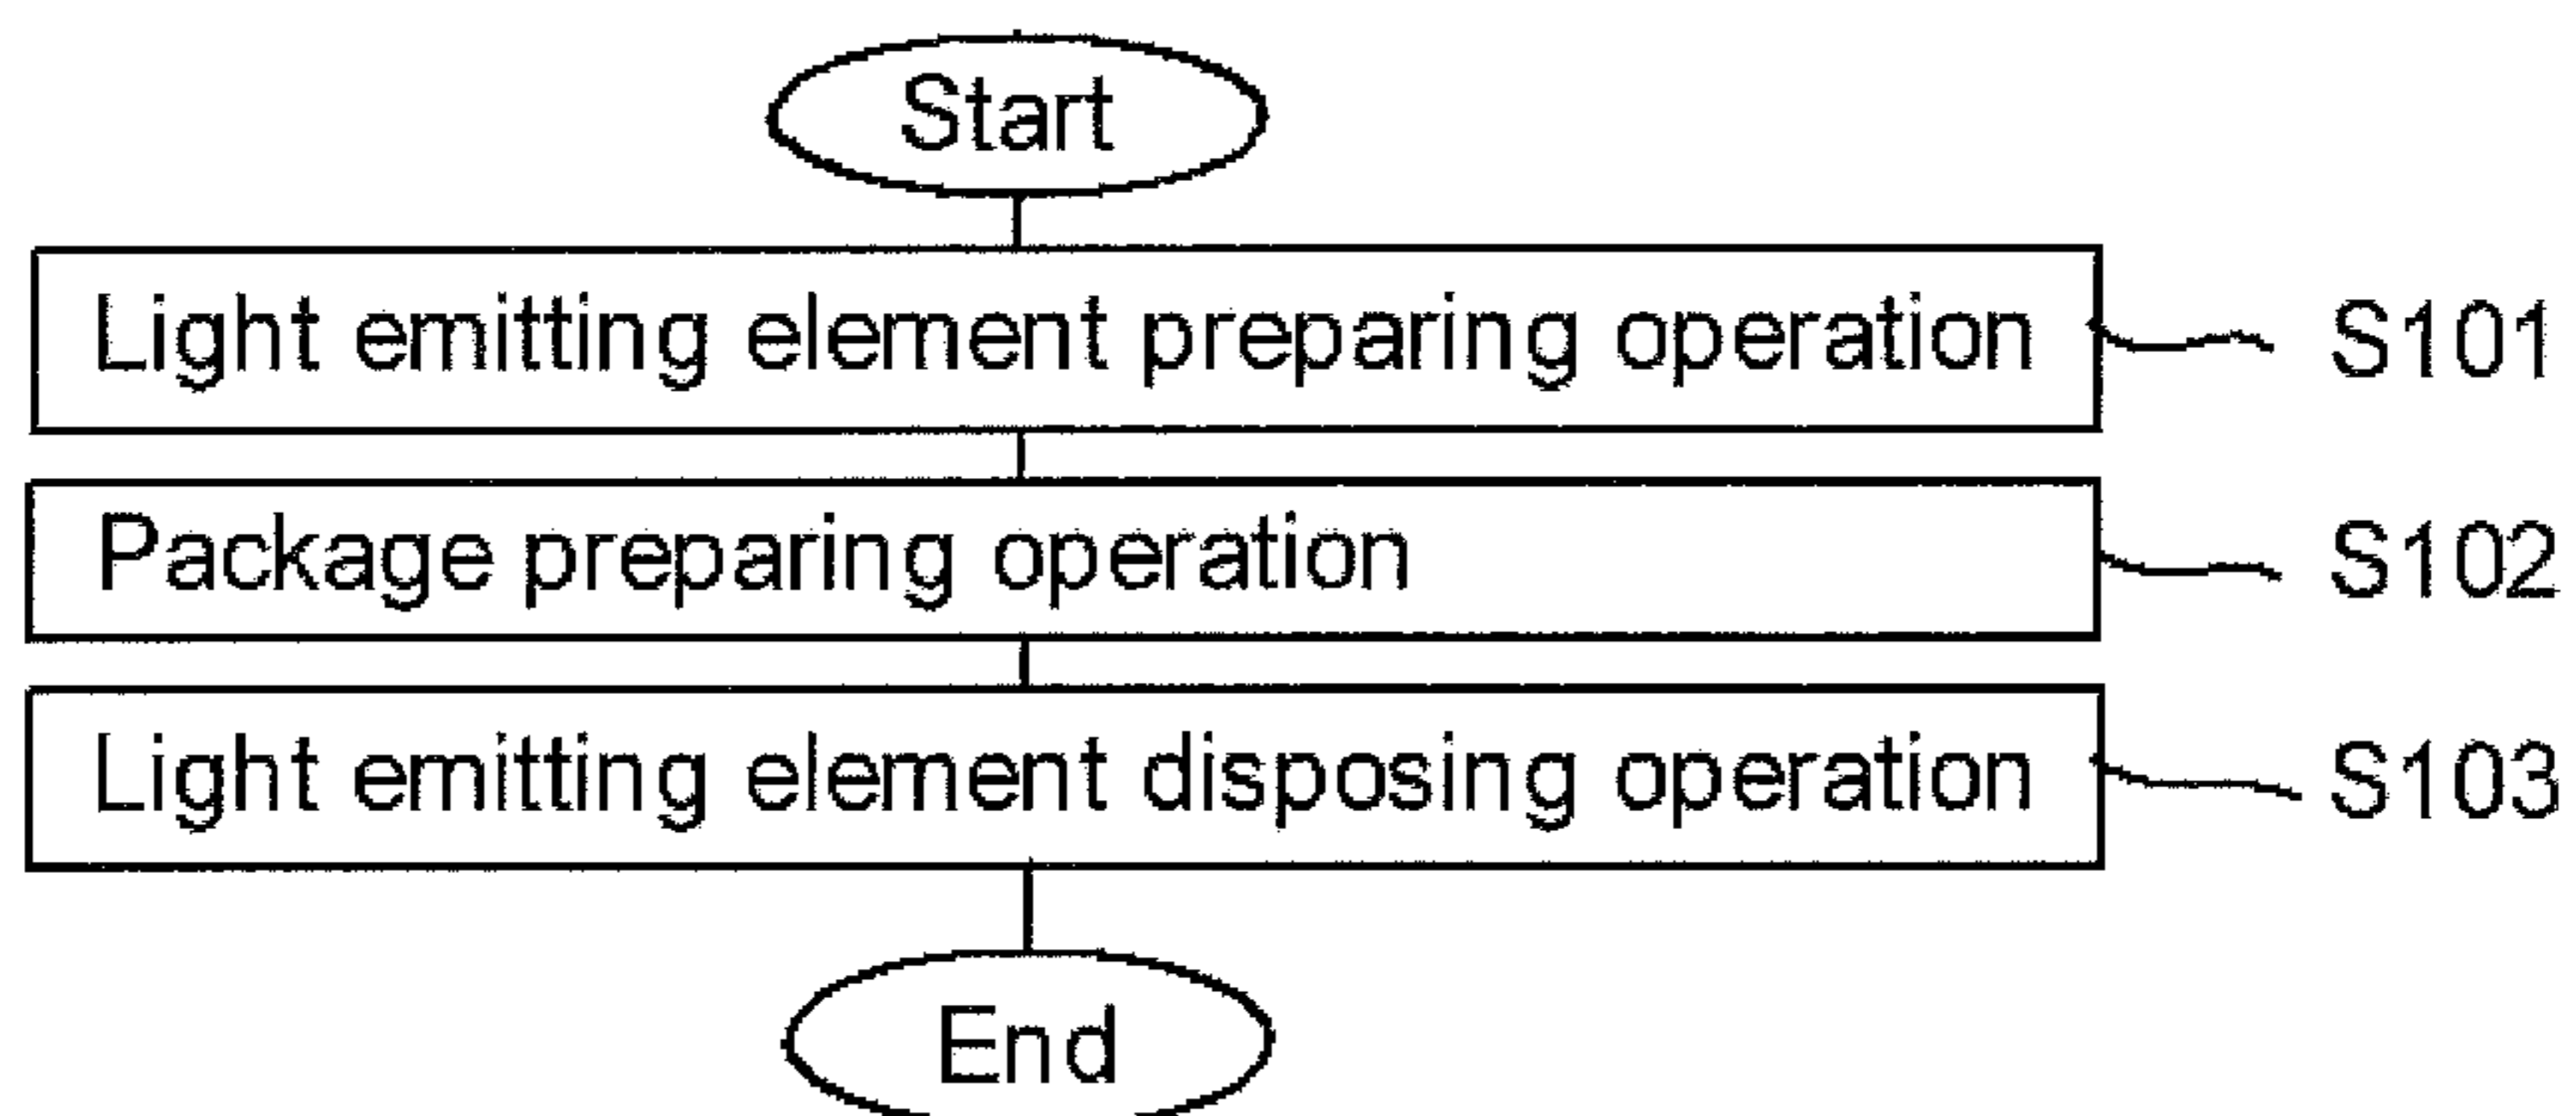 Start
Light emitting element preparing operation S101
Package preparing operation S102
Light emitting element disposing operation S103
End